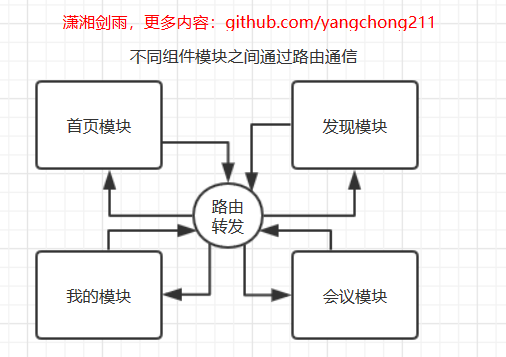 潇湘剑雨，更多内容：github.com/yangchong211
不同组件模块之间通过路由通信
首页模块
发现模块
路由
转发
我的模块
会议模块